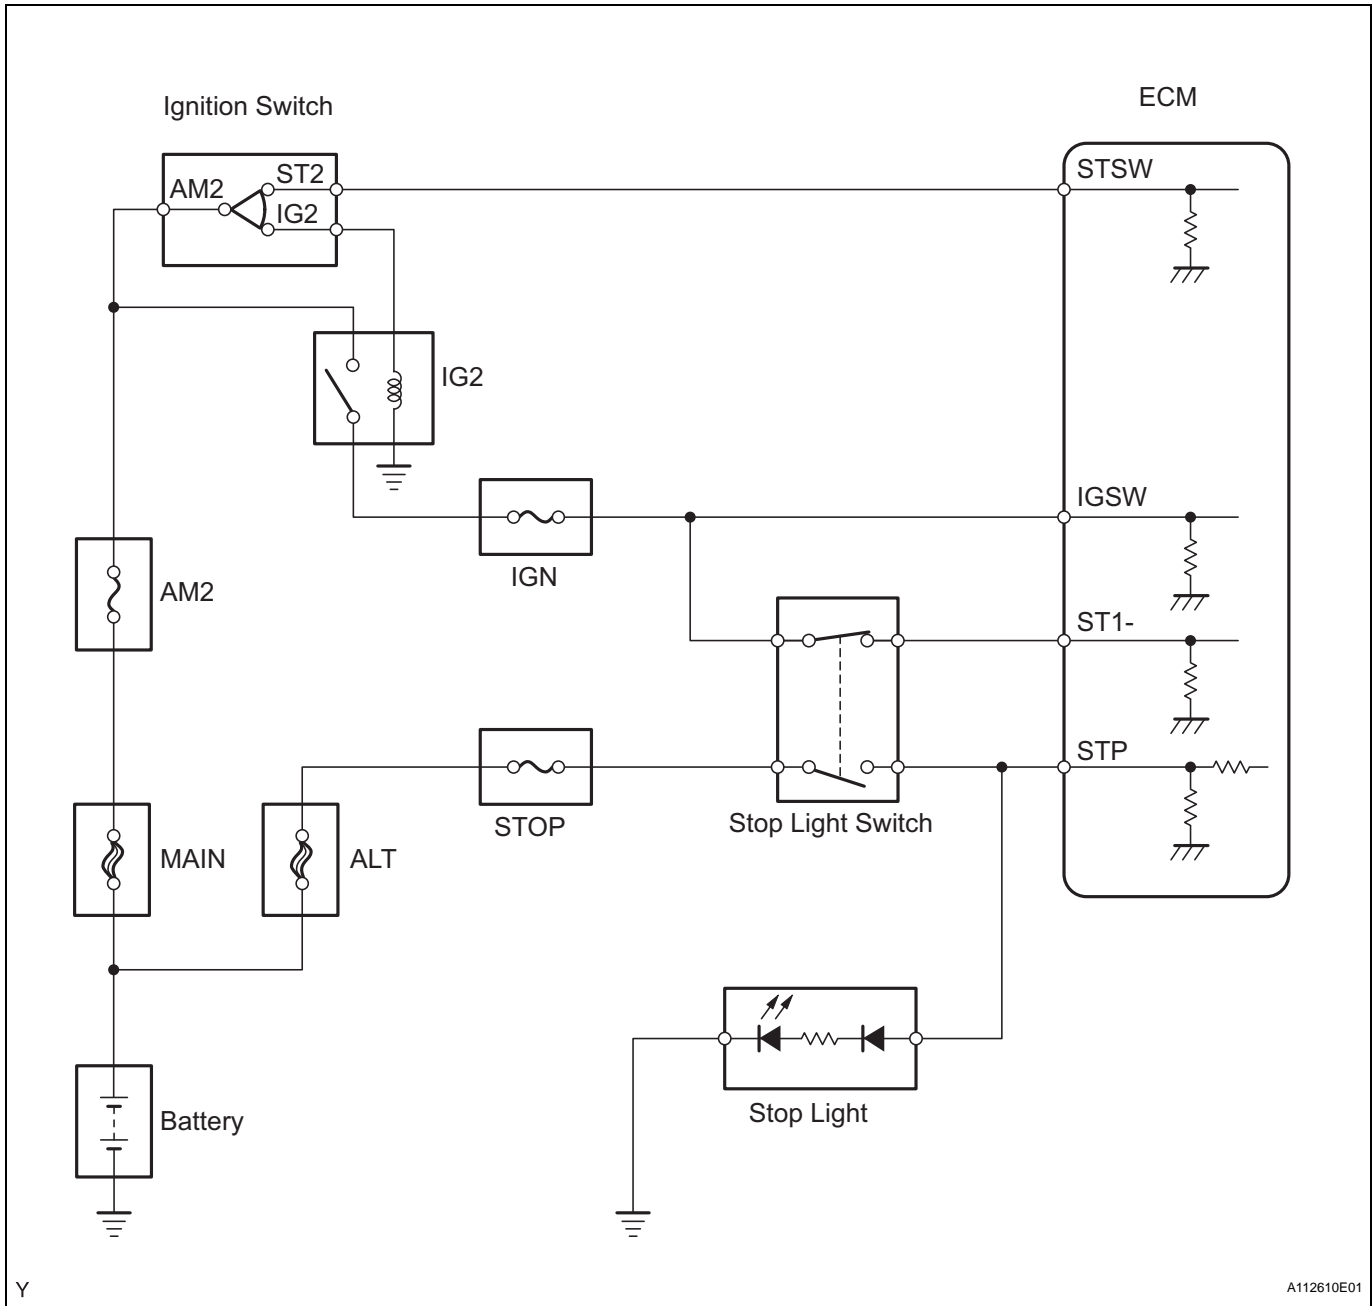 Ignition Switch
ECM
AM2
ST2
IG2
STSW
IG2
IGN
IGSW
AM2
ST1-
STOP
Stop Light Switch
STP
MAIN
ALT
Battery
Stop Light
Y
A112610E01